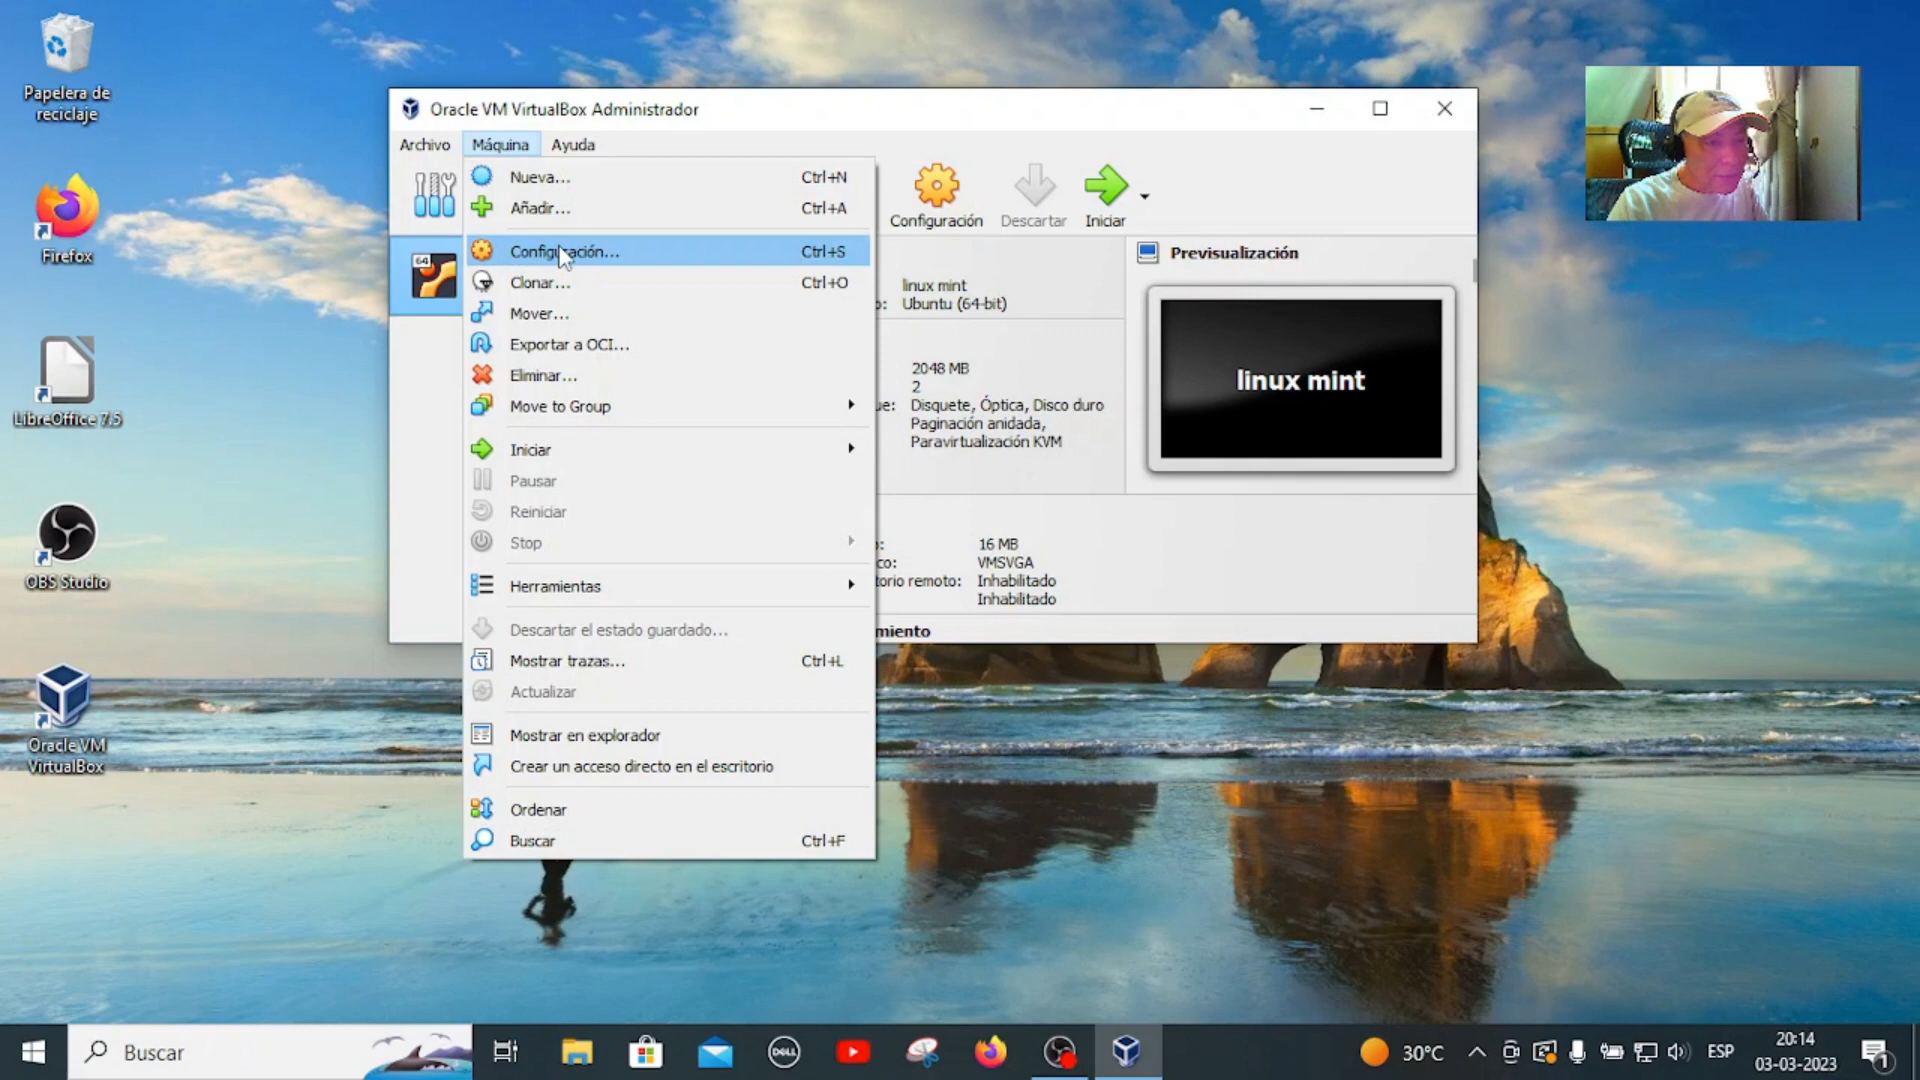 Papelera de
reciclaje
Firefox
LibreOffice 7.5
OBS Studio
Oracle VM
VirtualBox
Oracle VM VirtualBox Administrador
Archivo Máquina Ayuda
Nueva... Ctrl+N
Añadir... Ctrl+A
Configuración... Ctrl+S
Clonar... Ctrl+O
Mover...
Exportar a OCI...
Eliminar...
Move to Group
Iniciar
Pausar
Reiniciar
Stop
Herramientas
Descartar el estado guardado...
Mostrar trazas... Ctrl+L
Actualizar
Mostrar en explorador
Crear un acceso directo en el escritorio
Ordenar
Buscar Ctrl+F
64
Configuración Descartar Iniciar
linux mint
Ubuntu (64-bit)
2048 MB
2
ue: Disquete, Óptica, Disco duro
Paginación anidada,
Paravirtualización KVM
16 MB
co: VMSVGA
torio remoto: Inhabilitado
Inhabilitado
miento
Previsualización
linux mint
Buscar
DELL
30°C
ESP
20:14
03-03-2023
1